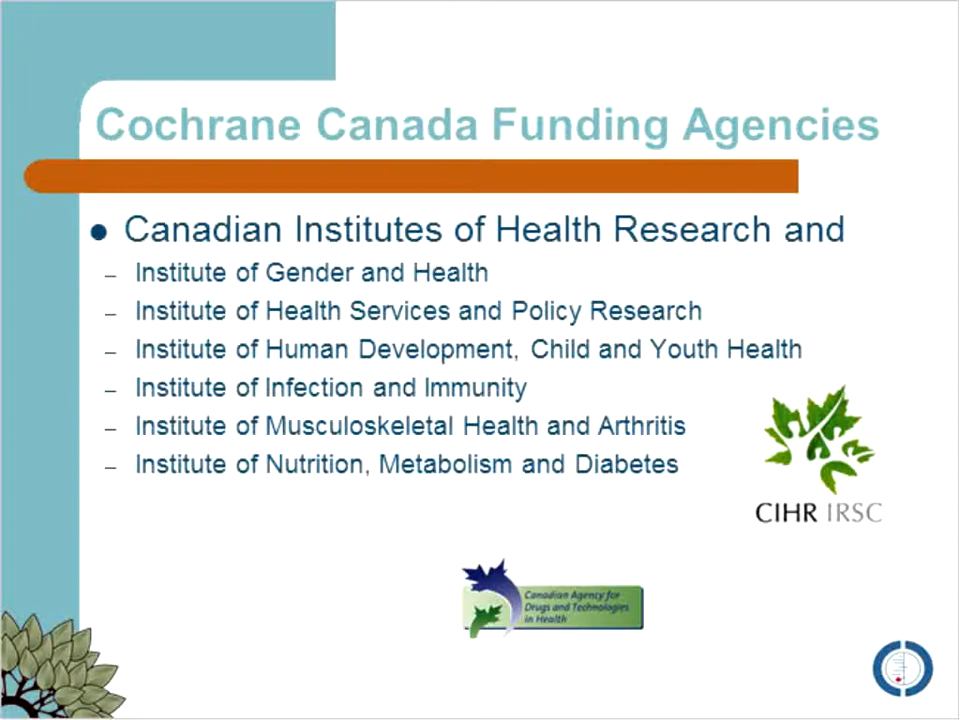 Cochrane Canada Funding Agencies
● Canadian Institutes of Health Research and
– Institute of Gender and Health
– Institute of Health Services and Policy Research
– Institute of Human Development, Child and Youth Health
– Institute of Infection and Immunity
– Institute of Musculoskeletal Health and Arthritis
– Institute of Nutrition, Metabolism and Diabetes
CIHR IRSC
Canadian Agency for
Drugs and Technologies
in Health